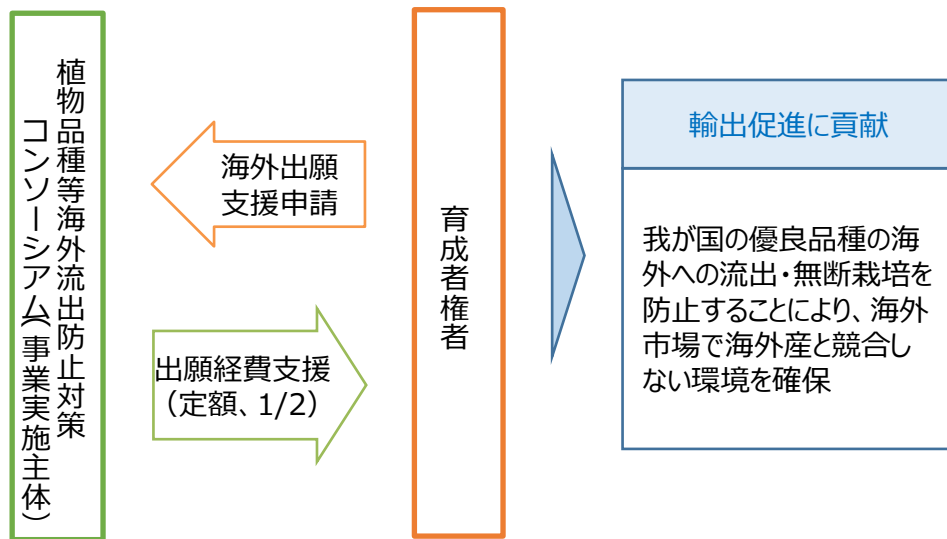 植物品種等海外流出防止対策
コンソーシアム（事業実施主体）
海外出願
支援申請
出願経費支援
（定額、1/2）
育成者権者
輸出促進に貢献
我が国の優良品種の海
外への流出・無断栽培を
防止することにより、海外
市場で海外産と競合し
ない環境を確保